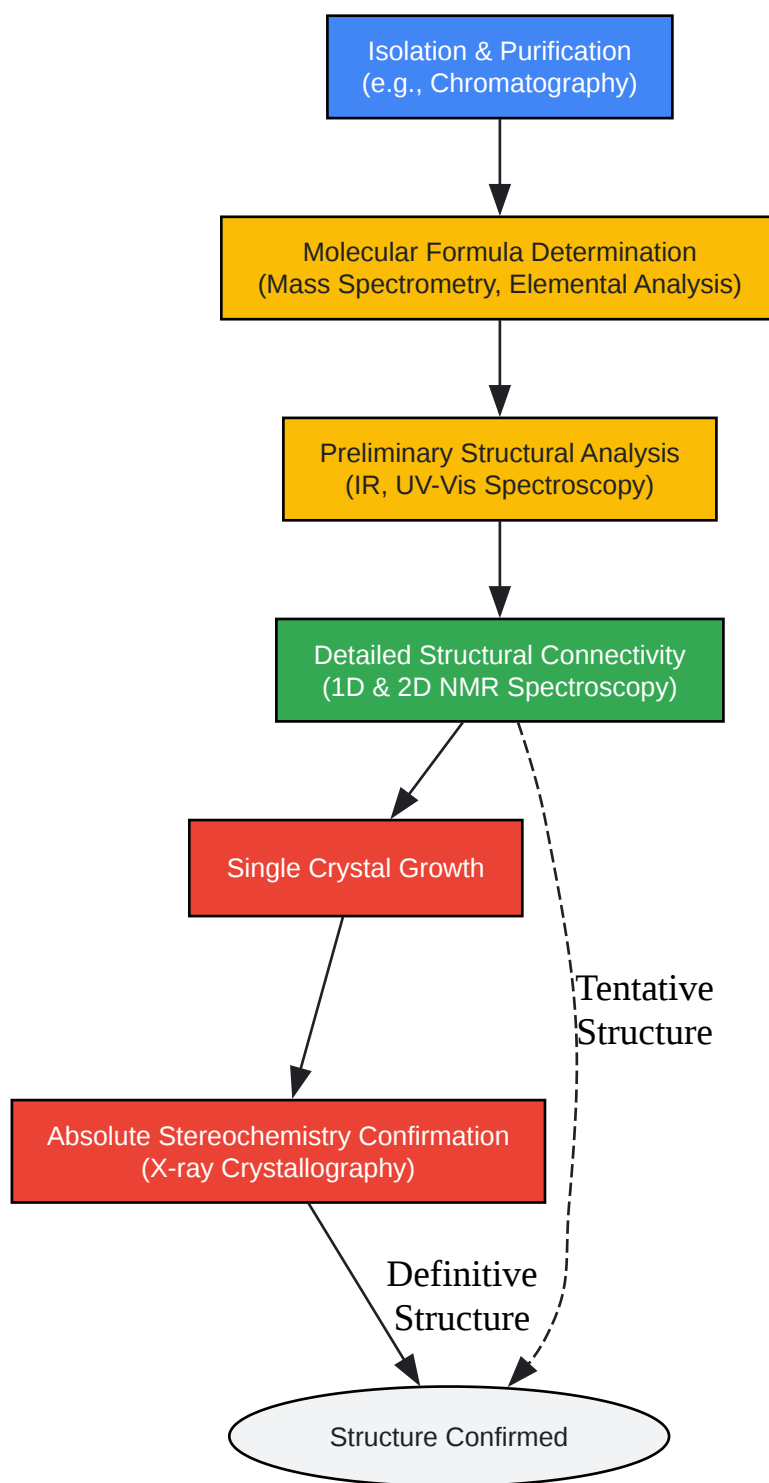 Isolation & Purification
(e.g., Chromatography)
Molecular Formula Determination
(Mass Spectrometry, Elemental Analysis)
Preliminary Structural Analysis
(IR, UV-Vis Spectroscopy)
Detailed Structural Connectivity
(1D & 2D NMR Spectroscopy)
Single Crystal Growth
Tentative
Structure
Absolute Stereochemistry Confirmation
(X-ray Crystallography)
Definitive
Structure
Structure Confirmed